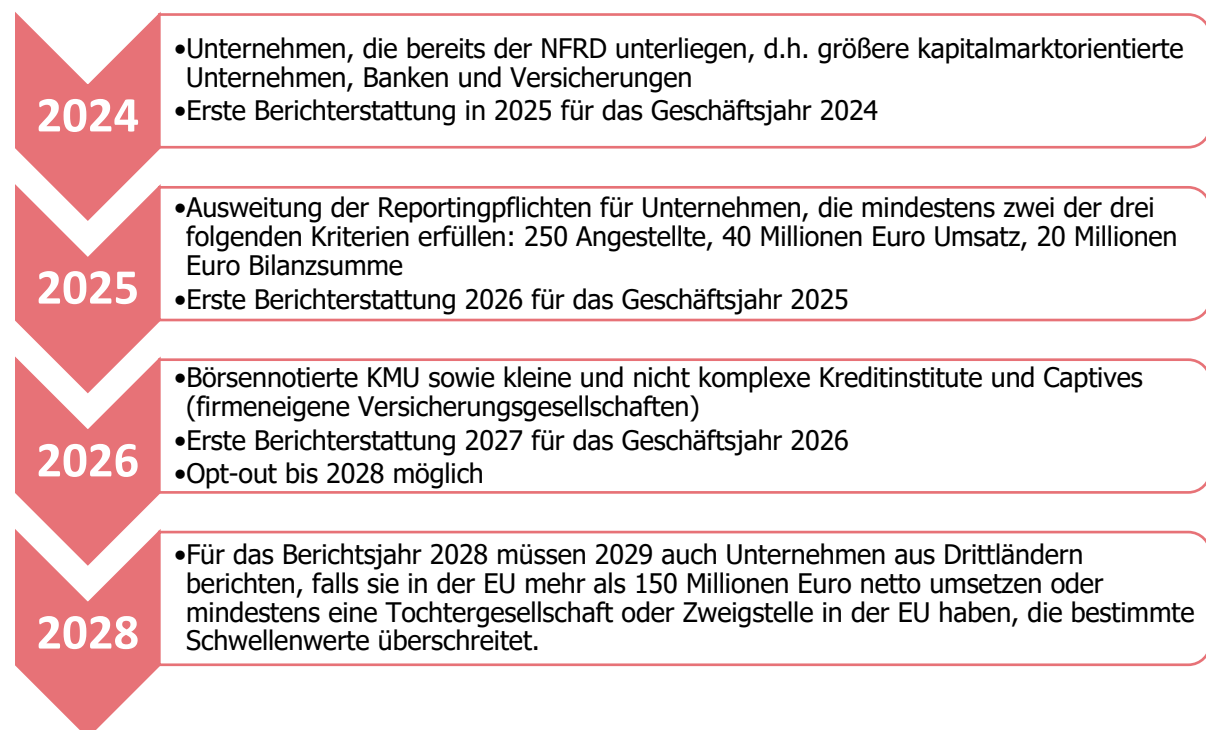 2024
•Unternehmen, die bereits der NFRD unterliegen, d.h. größere kapitalmarktorientierte
Unternehmen, Banken und Versicherungen
•Erste Berichterstattung in 2025 für das Geschäftsjahr 2024
2025
•Ausweitung der Reportingpflichten für Unternehmen, die mindestens zwei der drei
folgenden Kriterien erfüllen: 250 Angestellte, 40 Millionen Euro Umsatz, 20 Millionen
Euro Bilanzsumme
•Erste Berichterstattung 2026 für das Geschäftsjahr 2025
2026
•Börsennotierte KMU sowie kleine und nicht komplexe Kreditinstitute und Captives
(firmeneigene Versicherungsgesellschaften)
•Erste Berichterstattung 2027 für das Geschäftsjahr 2026
•Opt-out bis 2028 möglich
2028
•Für das Berichtsjahr 2028 müssen 2029 auch Unternehmen aus Drittländern
berichten, falls sie in der EU mehr als 150 Millionen Euro netto umsetzen oder
mindestens eine Tochtergesellschaft oder Zweigstelle in der EU haben, die bestimmte
Schwellenwerte überschreitet.